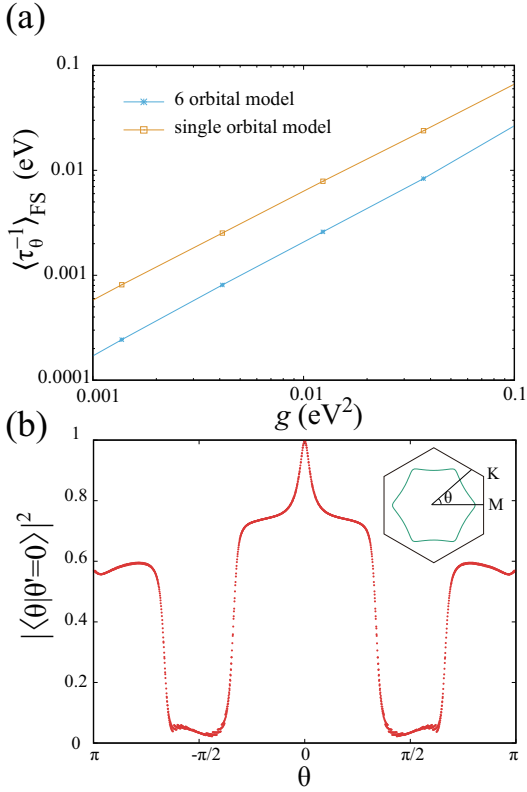 (a)
⟨τ_θ^{-1}⟩_FS (eV)
0.1
0.01
0.001
0.0001
6 orbital model
single orbital model
0.001
0.01
0.1
g (eV²)
(b)
|⟨θ|θ'=0⟩|²
1
0.8
0.6
0.4
0.2
0
K
θ
M
π
-π/2
0
π/2
π
θ